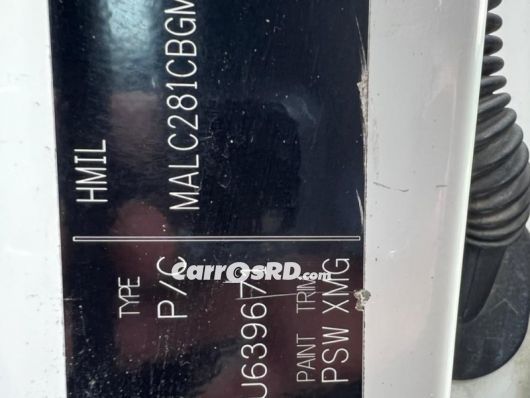 HMIL
MALC281CBGM
TYPE
P/C
CarrosRD.com
U6396
PAINT TRIM
PSW XMG